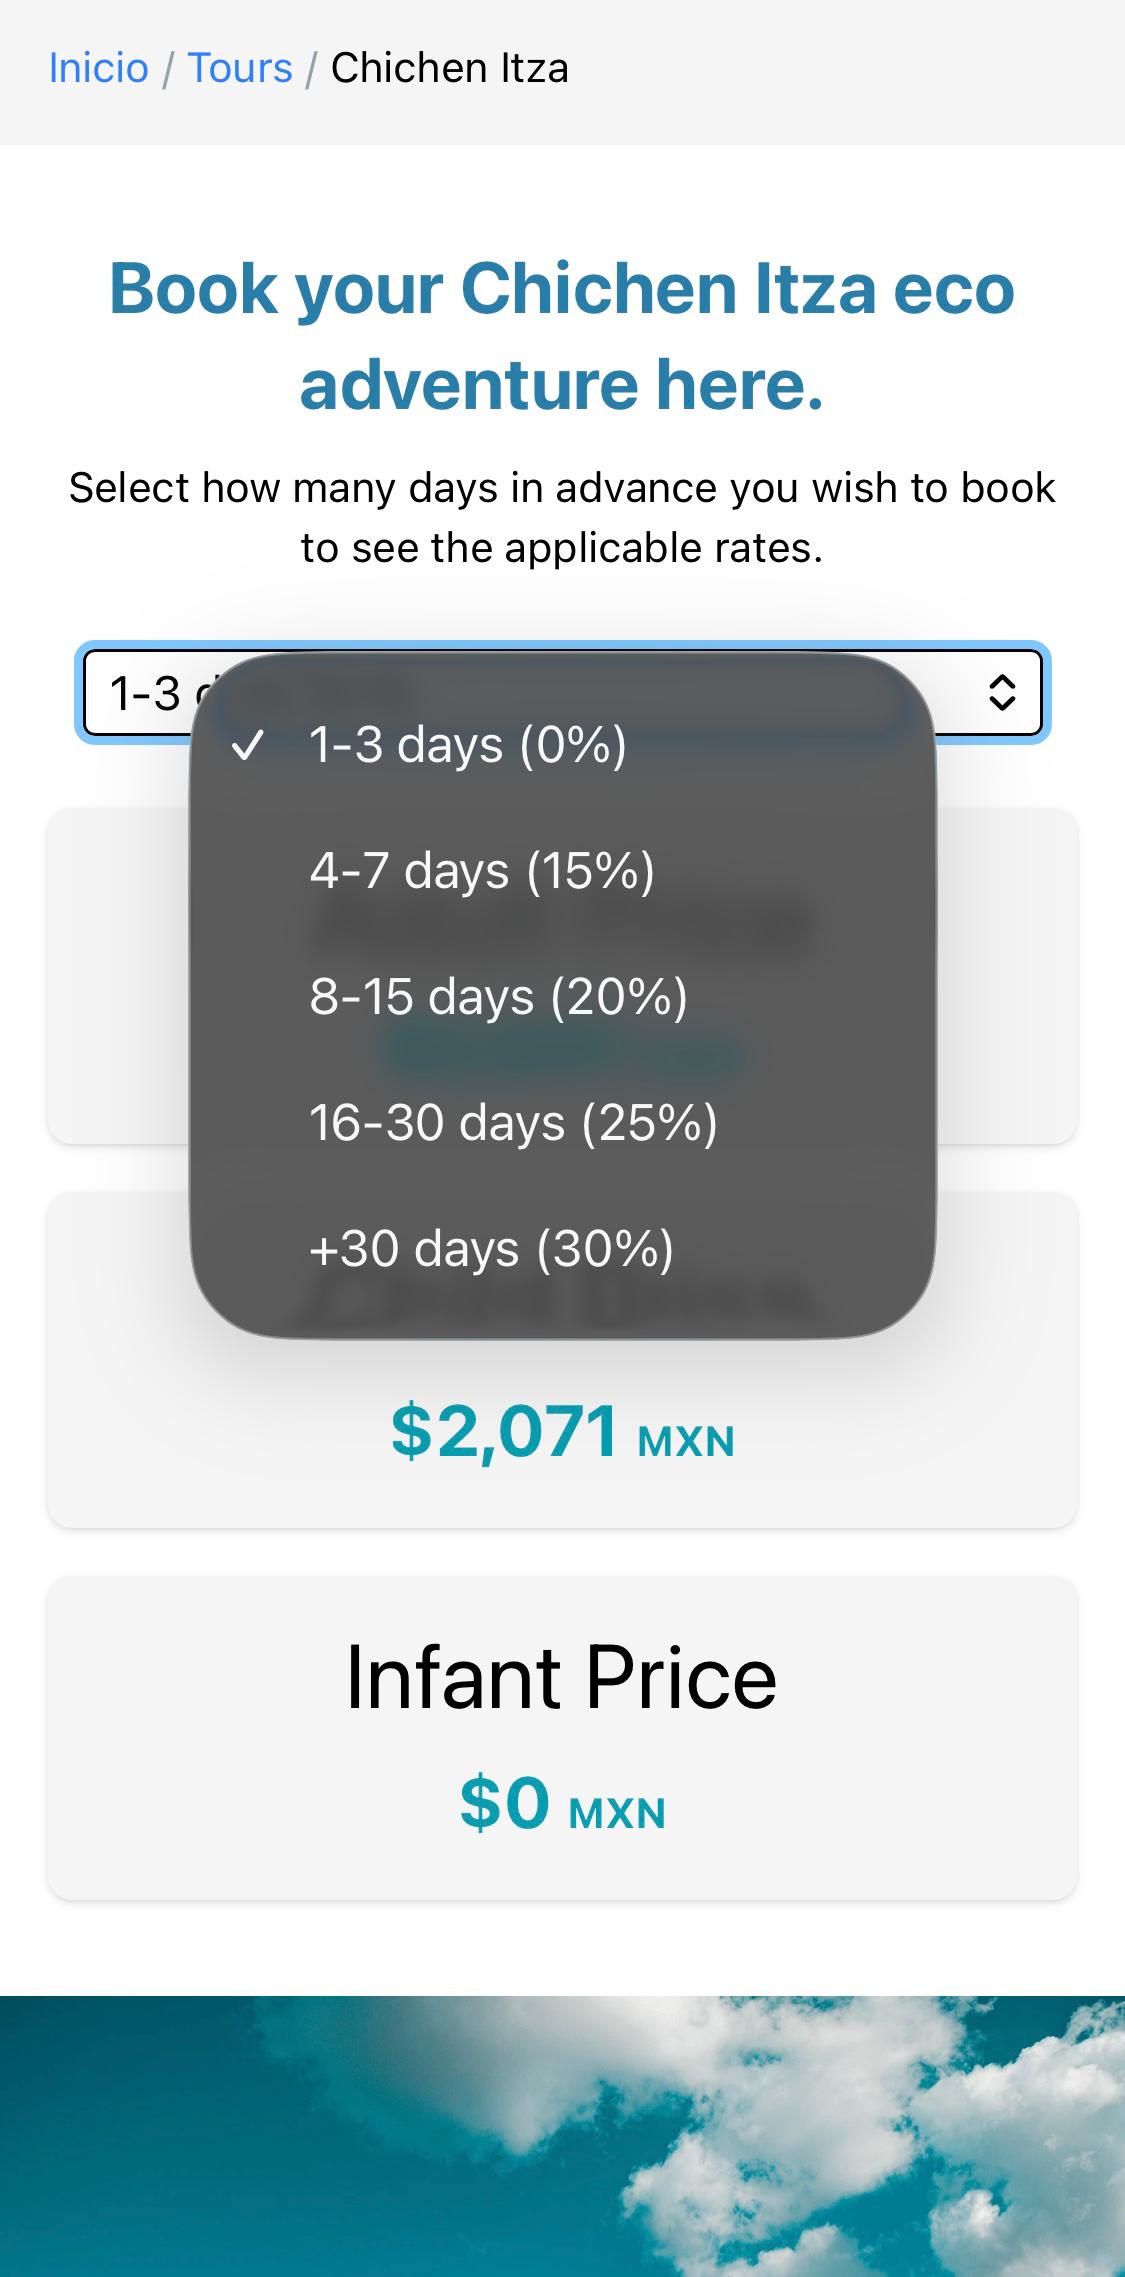 Inicio / Tours / Chichen Itza
Book your Chichen Itza eco
adventure here.
Select how many days in advance you wish to book
to see the applicable rates.
1-3
✓ 1-3 days (0%)
4-7 days (15%)
8-15 days (20%)
16-30 days (25%)
+30 days (30%)
$2,071 MXN
Infant Price
$0 MXN